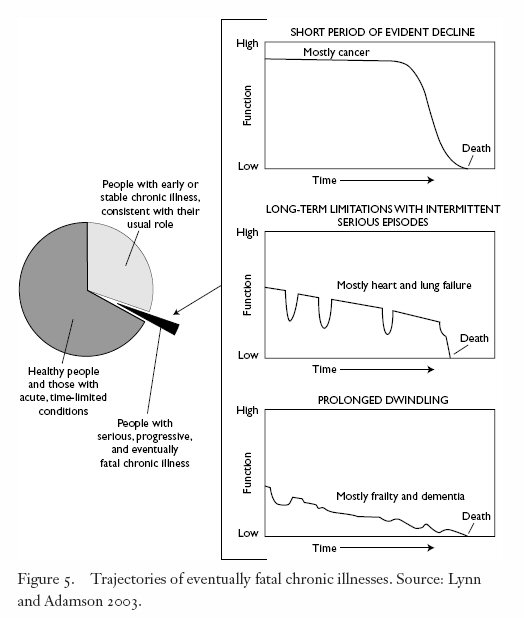 SHORT PERIOD OF EVIDENT DECLINE
High
Mostly cancer
Function
Death
Low
Time
People with early or
stable chronic illness,
consistent with their
usual role
Healthy people
and those with
acute, time-limited
conditions
People with
serious, progressive,
and eventually
fatal chronic illness
LONG-TERM LIMITATIONS WITH INTERMITTENT
SERIOUS EPISODES
High
Mostly heart and lung failure
Function
Death
Low
Time
PROLONGED DWINDLING
High
Function
Mostly frailty and dementia
Death
Low
Time
Figure 5. Trajectories of eventually fatal chronic illnesses. Source: Lynn
and Adamson 2003.